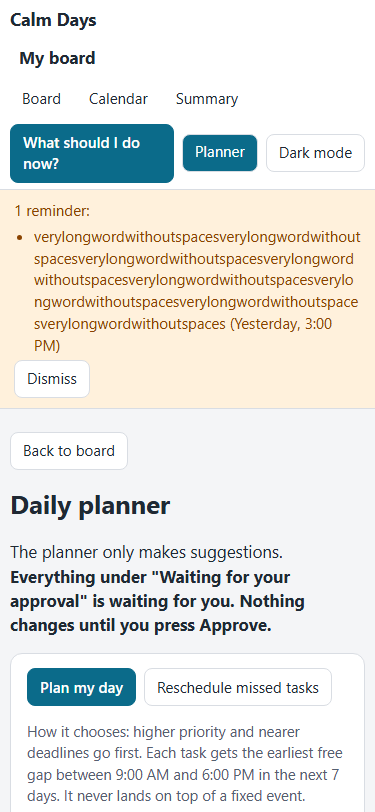 Calm Days
My board
Board Calendar Summary
What should I do
now?
Planner
Dark mode
1 reminder:
verylongwordwithoutspacesverylongwordwithout
spacesverylongwordwithoutspacesverylongword
withoutspacesverylongwordwithoutspacesverylo
ngwordwithoutspacesverylongwordwithoutspace
sverylongwordwithoutspaces (Yesterday, 3:00
PM)
Dismiss
Back to board
Daily planner
The planner only makes suggestions.
Everything under "Waiting for your
approval" is waiting for you. Nothing
changes until you press Approve.
Plan my day
Reschedule missed tasks
How it chooses: higher priority and nearer
deadlines go first. Each task gets the earliest free
gap between 9:00 AM and 6:00 PM in the next 7
days. It never lands on top of a fixed event.